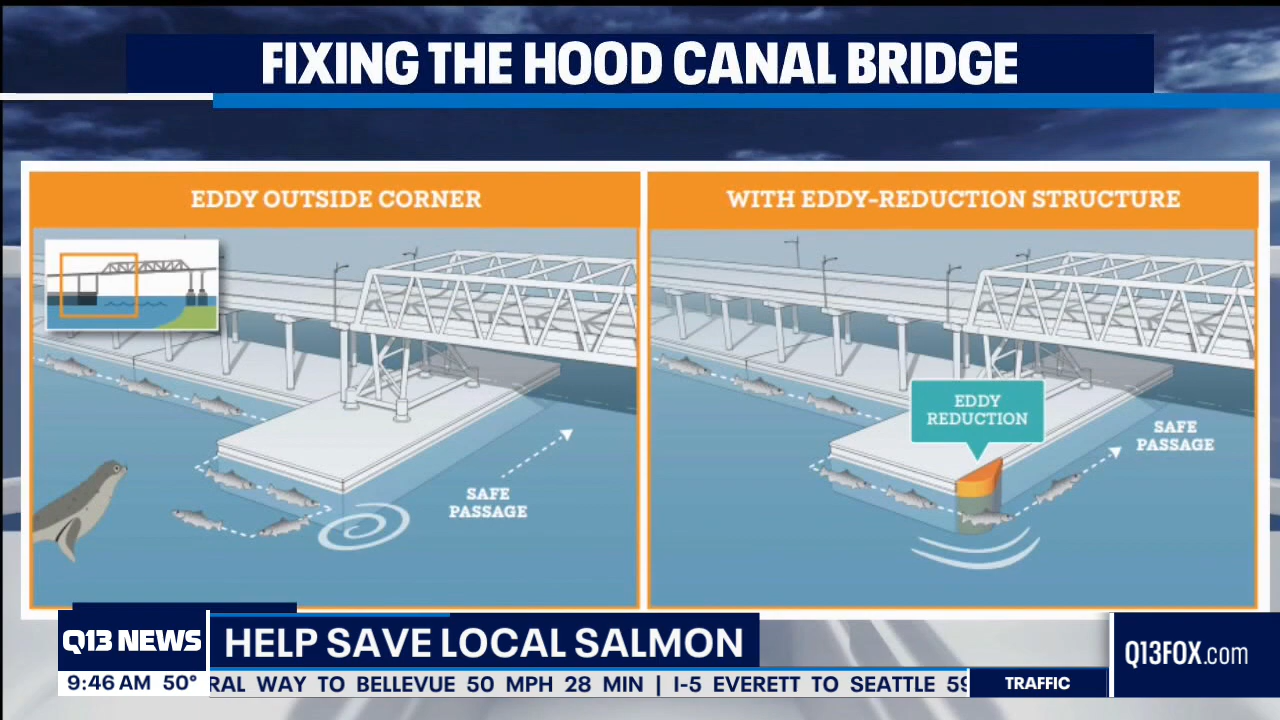 FIXING THE HOOD CANAL BRIDGE
EDDY OUTSIDE CORNER
SAFE
PASSAGE
WITH EDDY-REDUCTION STRUCTURE
EDDY
REDUCTION
SAFE
PASSAGE
Q13 NEWS
HELP SAVE LOCAL SALMON
Q13FOX.com
9:46 AM 50°
RAL WAY TO BELLEVUE 50 MPH 28 MIN | I-5 EVERETT TO SEATTLE 59
TRAFFIC